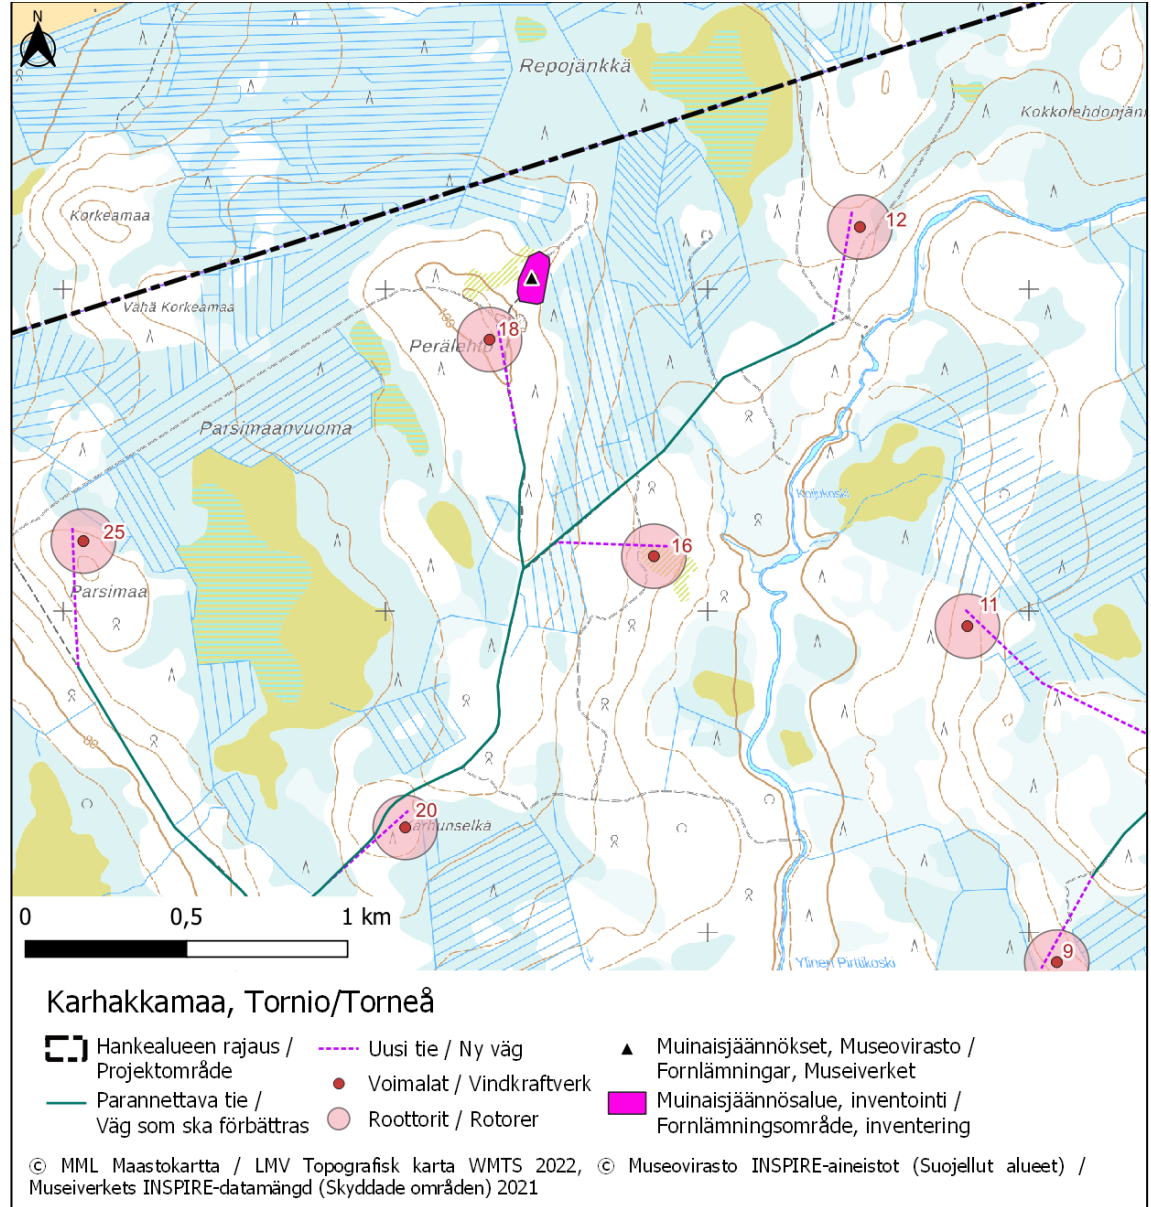 N
Repojänkkä
Kokkolehdonjän
Korkeamaa
12
Vähä Korkeamaa
18
Perälehto
Parsimaanvuoma
Koijukoski
25
16
Parsimaa
11
80
20
Karhunselkä
0 0,5 1 km
9
Ylinen Pirttikoski
Karhakkamaa, Tornio/Torneå
Hankealueen rajaus /
Projektområde
Parannettava tie /
Väg som ska förbättras
Uusi tie / Ny väg
Voimalat / Vindkraftverk
Roottorit / Rotorer
Muinaisjäännökset, Museovirasto /
Fornlämningar, Museiverket
Muinaisjäännösalue, inventointi /
Fornlämningsområde, inventering
© MML Maastokartta / LMV Topografisk karta WMTS 2022, © Museovirasto INSPIRE-aineistot (Suojellut alueet) /
Museiverkets INSPIRE-datamängd (Skyddade områden) 2021